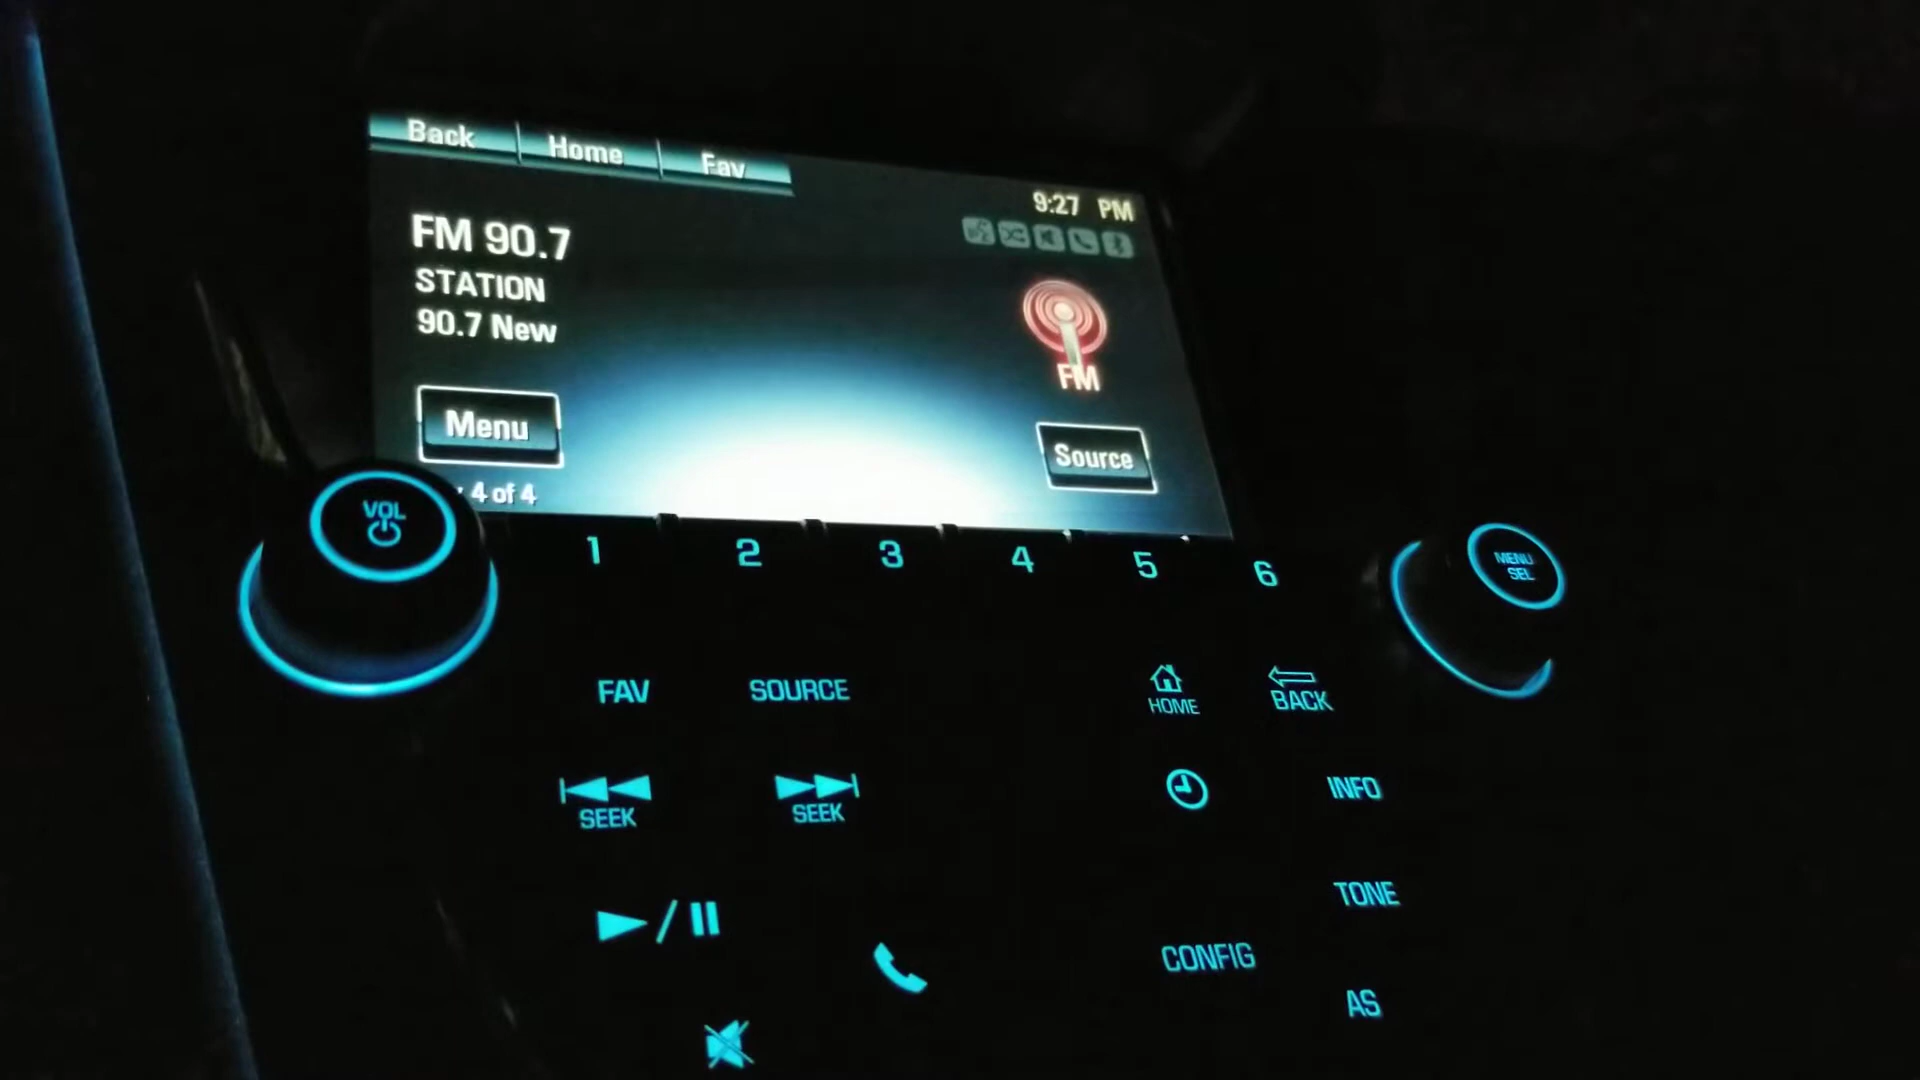 Back Home Fav
9:27 PM
FM 90.7
STATION
90.7 New
FM
Menu
Source
4 of 4
VOL
1 2 3 4 5 6
MENU
SEL
FAV SOURCE
HOME
BACK
SEEK
SEEK
INFO
TONE
CONFIG
AS